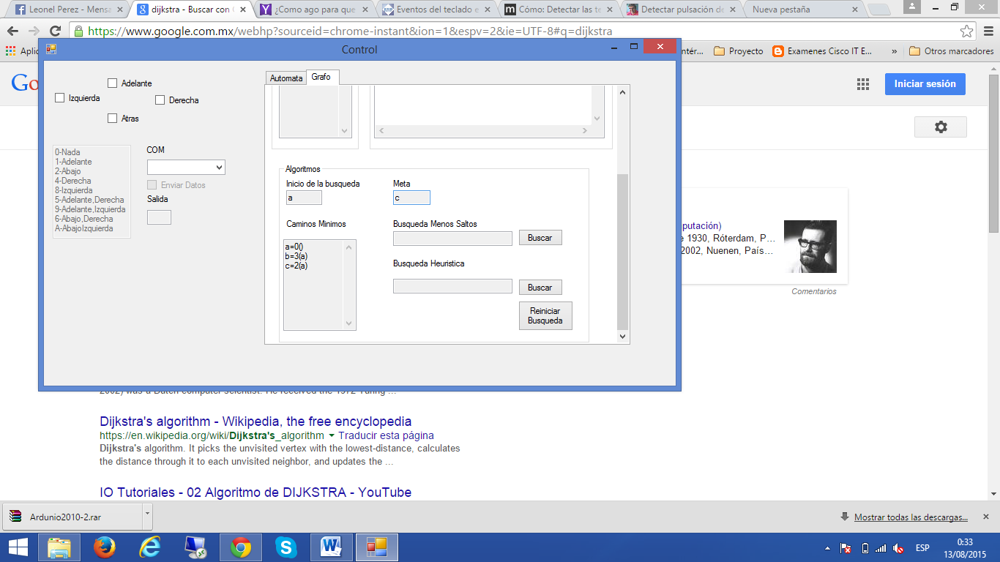 Leonel Perez - Mensa
dijkstra - Buscar con
¿Como ago para que
Eventos del teclado e
Cómo: Detectar las te
Detectar pulsación de
Nueva pestaña
https://www.google.com.mx/webhp?sourceid=chrome-instant&ion=1&espv=2&ie=UTF-8#q=dijkstra
Aplic
ntér...
Proyecto
Examenes Cisco IT E...
»
Otros marcadores
Iniciar sesión
Control
Adelante
Izquierda
Derecha
Atras
0-Nada
1-Adelante
2-Abajo
4-Derecha
8-Izquierda
5-Adelante,Derecha
9-Adelante,Izquierda
6-Abajo,Derecha
A-AbajoIzquierda
COM
Enviar Datos
Salida
Automata
Grafo
Algoritmos
Inicio de la busqueda
Meta
a
c
Caminos Minimos
a=0()
b=3(a)
c=2(a)
Busqueda Menos Saltos
Buscar
Busqueda Heuristica
Buscar
Reiniciar
Busqueda
putación)
e 1930, Róterdam, P...
2002, Nuenen, País...
Comentarios
2002) was a Dutch computer scientist. He received the 1972 Turing ...
Dijkstra's algorithm - Wikipedia, the free encyclopedia
https://en.wikipedia.org/wiki/Dijkstra's_algorithm Traducir esta página
Dijkstra's algorithm. It picks the unvisited vertex with the lowest-distance, calculates
the distance through it to each unvisited neighbor, and updates the ...
IO Tutoriales - 02 Algoritmo de DIJKSTRA - YouTube
Ardunio2010-2.rar
Mostrar todas las descargas...
ESP
0:33
13/08/2015